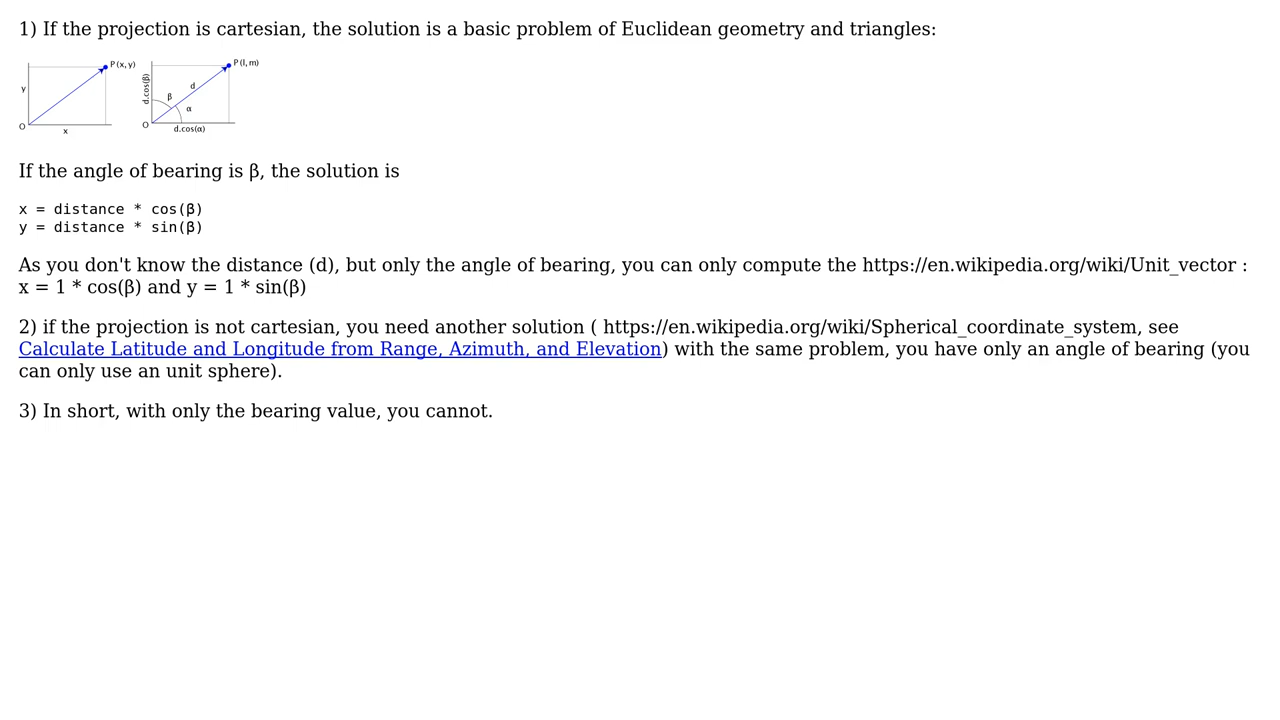 1) If the projection is cartesian, the solution is a basic problem of Euclidean geometry and triangles:
P (x, y)
y
O
x
P (l, m)
d.cos(β)
d
β
α
O
d.cos(α)
If the angle of bearing is β, the solution is
x = distance * cos(β)
y = distance * sin(β)
As you don't know the distance (d), but only the angle of bearing, you can only compute the https://en.wikipedia.org/wiki/Unit_vector :
x = 1 * cos(β) and y = 1 * sin(β)
2) if the projection is not cartesian, you need another solution ( https://en.wikipedia.org/wiki/Spherical_coordinate_system, see
Calculate Latitude and Longitude from Range, Azimuth, and Elevation) with the same problem, you have only an angle of bearing (you
can only use an unit sphere).
3) In short, with only the bearing value, you cannot.